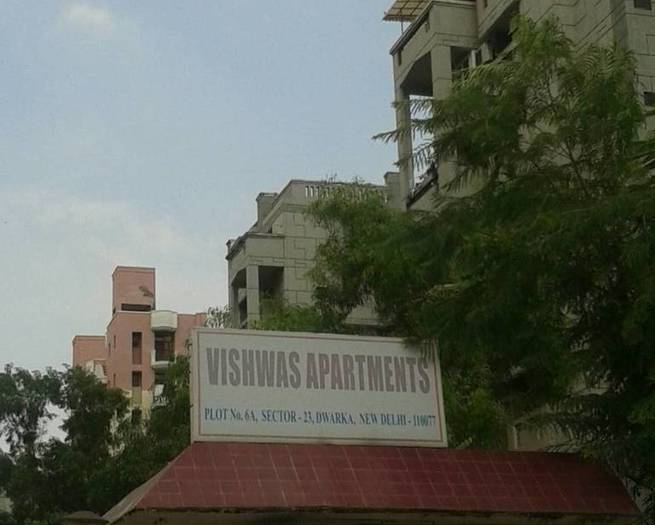 VISHWAS APARTMENTS
PLOT No. 6A, SECTOR - 23, DWARKA, NEW DELHI - 110077